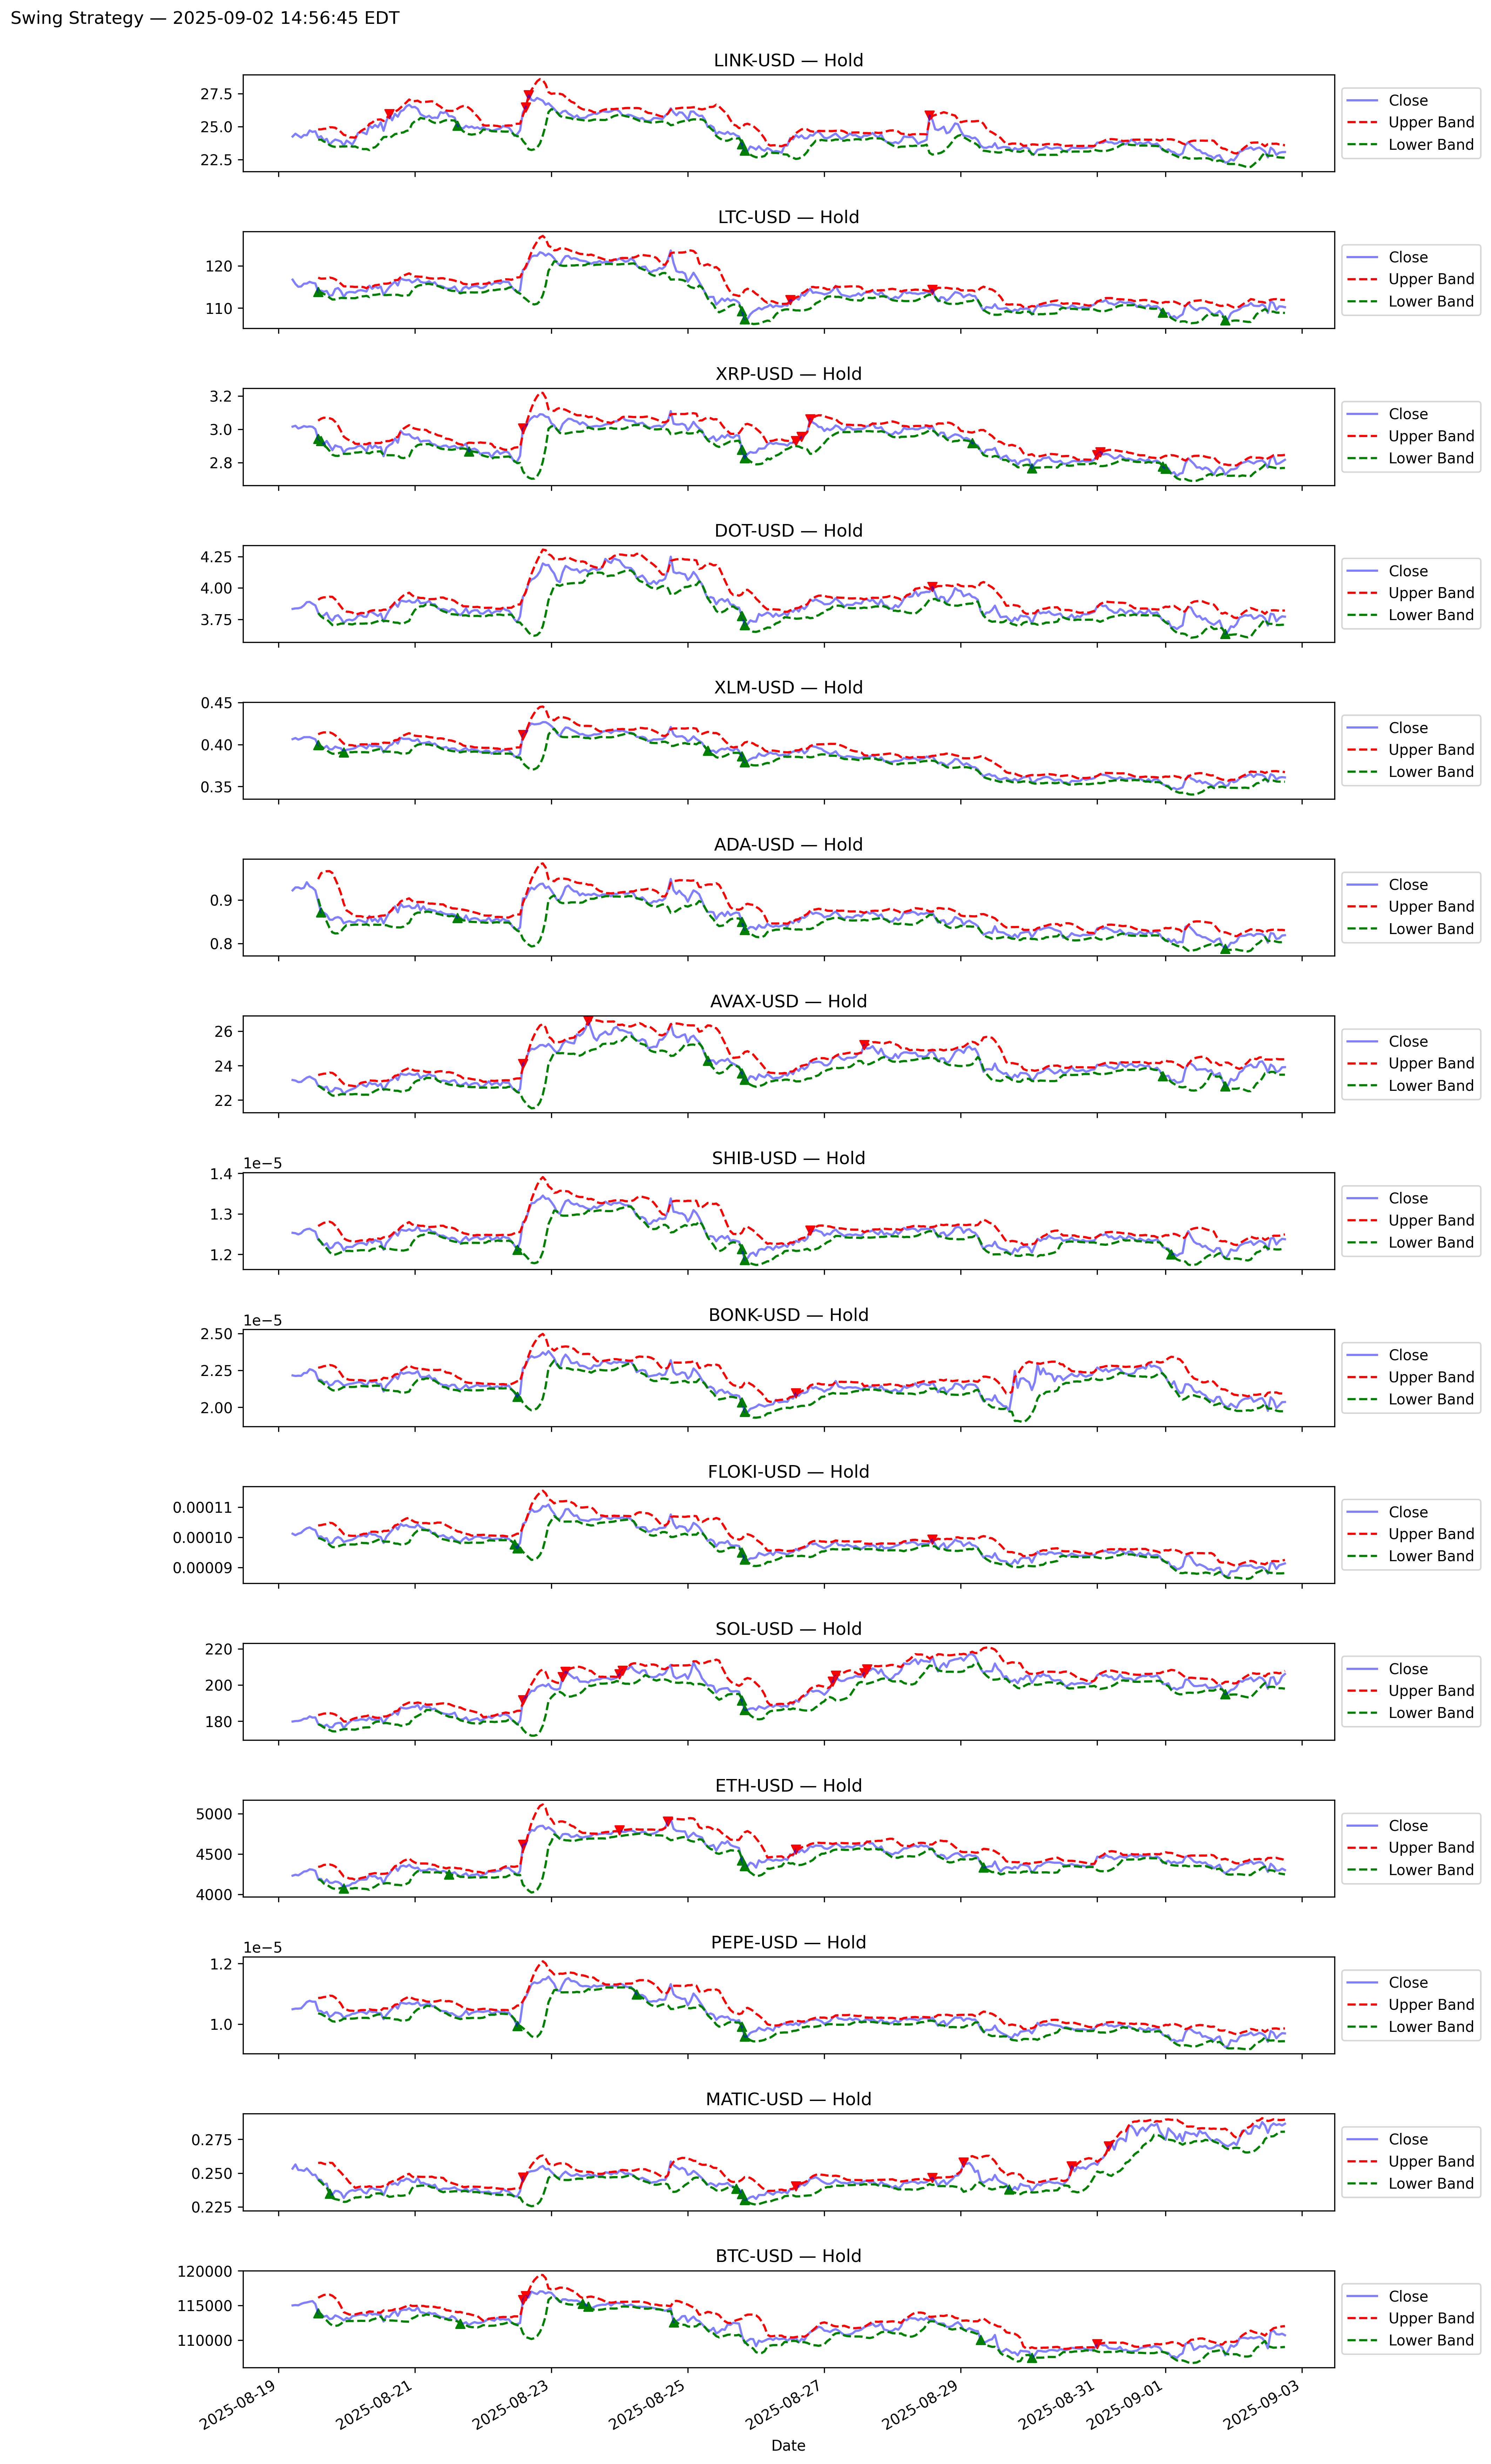 Swing Strategy — 2025-09-02 14:56:45 EDT
LINK-USD — Hold
27.5
25.0
22.5
Close
Upper Band
Lower Band
LTC-USD — Hold
120
110
Close
Upper Band
Lower Band
XRP-USD — Hold
3.2
3.0
2.8
Close
Upper Band
Lower Band
DOT-USD — Hold
4.25
4.00
3.75
Close
Upper Band
Lower Band
XLM-USD — Hold
0.45
0.40
0.35
Close
Upper Band
Lower Band
ADA-USD — Hold
0.9
0.8
Close
Upper Band
Lower Band
AVAX-USD — Hold
26
24
22
Close
Upper Band
Lower Band
SHIB-USD — Hold
1e-5
1.4
1.3
1.2
Close
Upper Band
Lower Band
BONK-USD — Hold
1e-5
2.50
2.25
2.00
Close
Upper Band
Lower Band
FLOKI-USD — Hold
0.00011
0.00010
0.00009
Close
Upper Band
Lower Band
SOL-USD — Hold
220
200
180
Close
Upper Band
Lower Band
ETH-USD — Hold
5000
4500
4000
Close
Upper Band
Lower Band
PEPE-USD — Hold
1e-5
1.2
1.0
Close
Upper Band
Lower Band
MATIC-USD — Hold
0.275
0.250
0.225
Close
Upper Band
Lower Band
BTC-USD — Hold
120000
115000
110000
Close
Upper Band
Lower Band
2025-08-19
2025-08-21
2025-08-23
2025-08-25
2025-08-27
2025-08-29
2025-08-31
2025-09-01
2025-09-03
Date